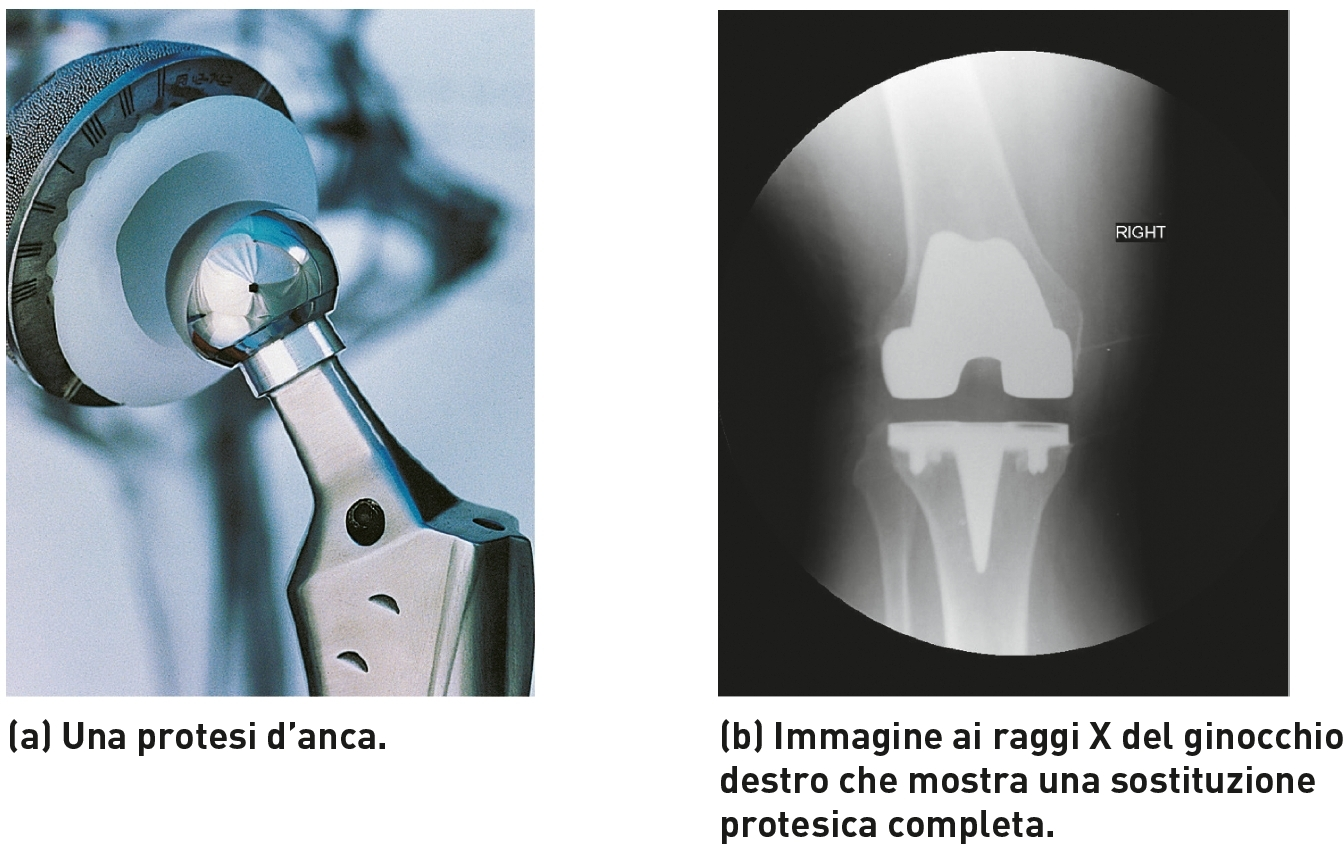 RIGHT
(a) Una protesi d’anca.
(b) Immagine ai raggi X del ginocchio
destro che mostra una sostituzione
protesica completa.